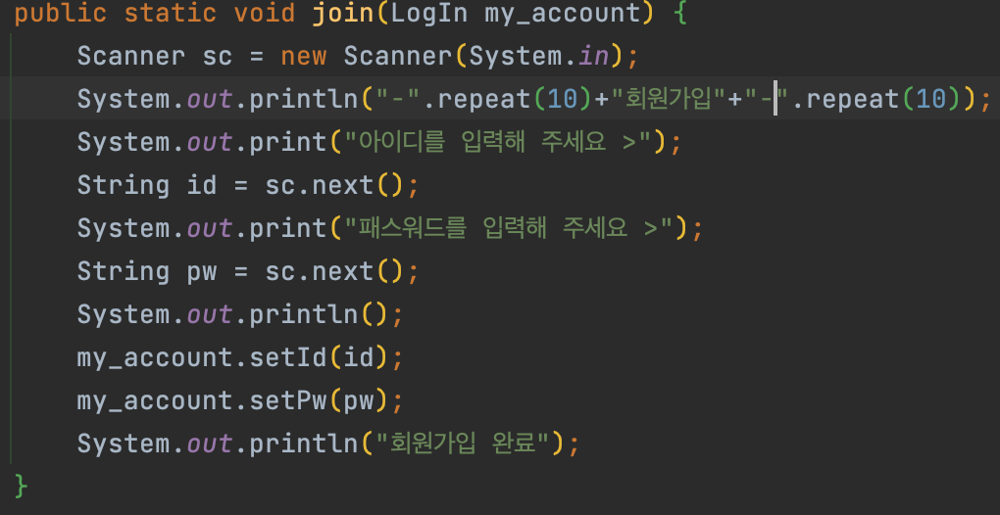 public static void join(LogIn my_account) {
Scanner sc = new Scanner(System.in);
System.out.println("-".repeat(10)+"회원가입"+"-".repeat(10));
System.out.print("아이디를 입력해 주세요 >");
String id = sc.next();
System.out.print("패스워드를 입력해 주세요 >");
String pw = sc.next();
System.out.println();
my_account.setId(id);
my_account.setPw(pw);
System.out.println("회원가입 완료");
}